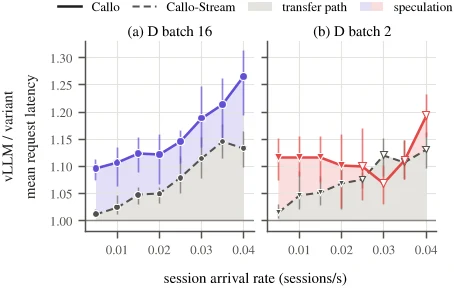 Callo Callo-Stream transfer path speculation
(a) D batch 16 (b) D batch 2
vLLM / variant
mean request latency
1.30
1.25
1.20
1.15
1.10
1.05
1.00
0.01 0.02 0.03 0.04 0.01 0.02 0.03 0.04
session arrival rate (sessions/s)